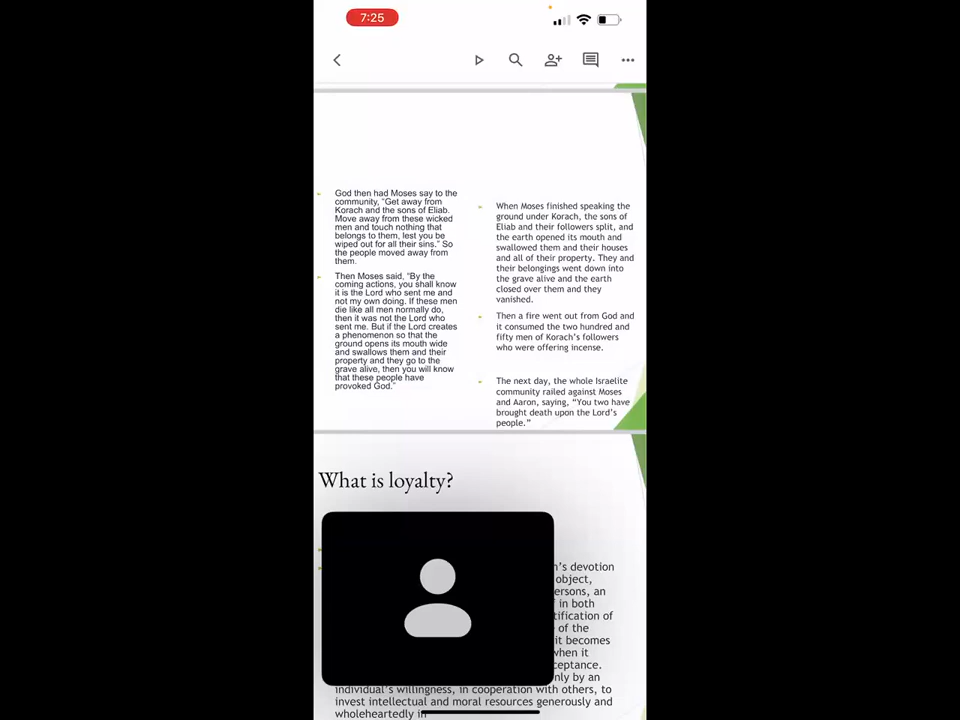 7:25
God then had Moses say to the
community, “Get away from
Korach and the sons of Eliab.
Move away from these wicked
men and touch nothing that
belongs to them, lest you be
wiped out for all their sins.” So
the people moved away from
them.
Then Moses said, “By the
coming actions, you shall know
it is the Lord who sent me and
not my own doing. If these men
die like all men normally do,
then it was not the Lord who
sent me. But if the Lord creates
a phenomenon so that the
ground opens its mouth wide
and swallows them and their
property and they go to the
grave alive, then you will know
that these people have
provoked God.”
When Moses finished speaking the
ground under Korach, the sons of
Eliab and their followers split, and
the earth opened its mouth and
swallowed them and their houses
and all of their property. They and
their belongings went down into
the grave alive and the earth
closed over them and they
vanished.
Then a fire went out from God and
it consumed the two hundred and
fifty men of Korach’s followers
who were offering incense.
The next day, the whole Israelite
community railed against Moses
and Aaron, saying, “You two have
brought death upon the Lord’s
people.”
What is loyalty?
devotion
object,
in both
of
of the
it becomes
when it
by an
individual’s willingness, in cooperation with others, to
invest intellectual and moral resources generously and
wholeheartedly in